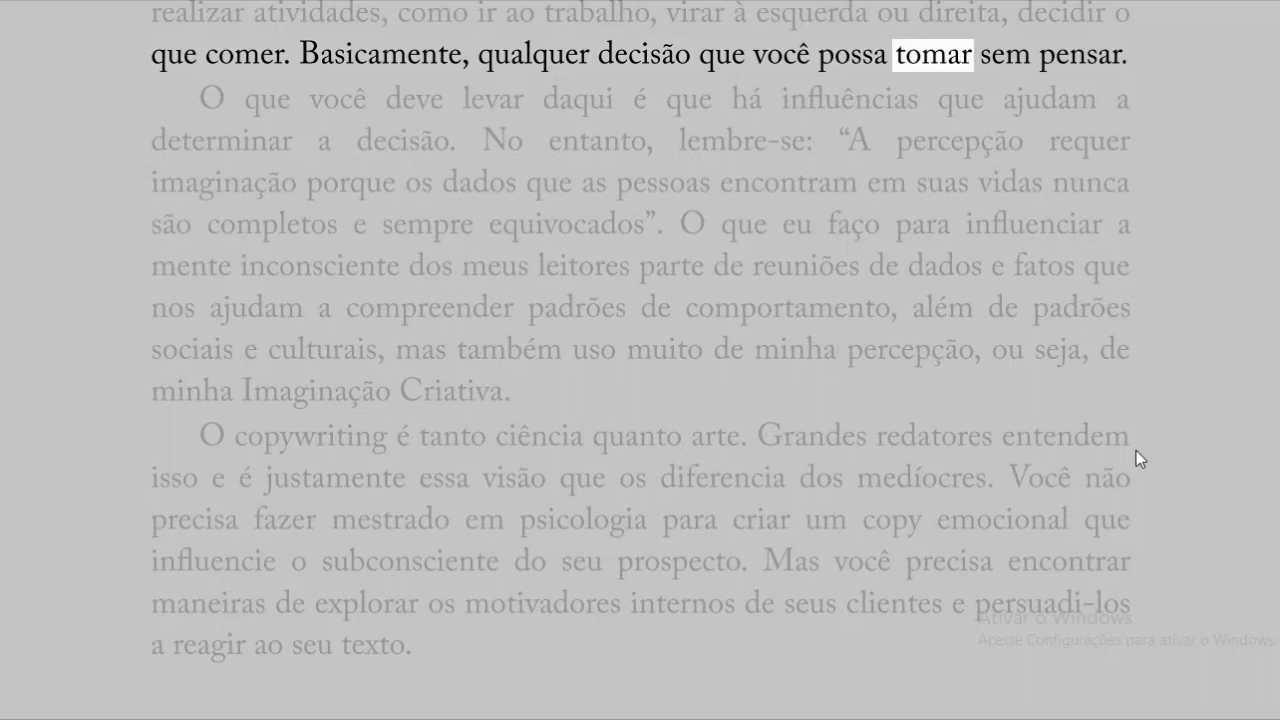 realizar atividades, como ir ao trabalho, virar à esquerda ou direita, decidir o
que comer. Basicamente, qualquer decisão que você possa tomar sem pensar.
O que você deve levar daqui é que há influências que ajudam a
determinar a decisão. No entanto, lembre-se: “A percepção requer
imaginação porque os dados que as pessoas encontram em suas vidas nunca
são completos e sempre equivocados”. O que eu faço para influenciar a
mente inconsciente dos meus leitores parte de reuniões de dados e fatos que
nos ajudam a compreender padrões de comportamento, além de padrões
sociais e culturais, mas também uso muito de minha percepção, ou seja, de
minha Imaginação Criativa.
O copywriting é tanto ciência quanto arte. Grandes redatores entendem
isso e é justamente essa visão que os diferencia dos medíocres. Você não
precisa fazer mestrado em psicologia para criar um copy emocional que
influencie o subconsciente do seu prospecto. Mas você precisa encontrar
maneiras de explorar os motivadores internos de seus clientes e persuadi-los
a reagir ao seu texto.
Ativar o Windows
Acesse Configurações para ativar o Windows.